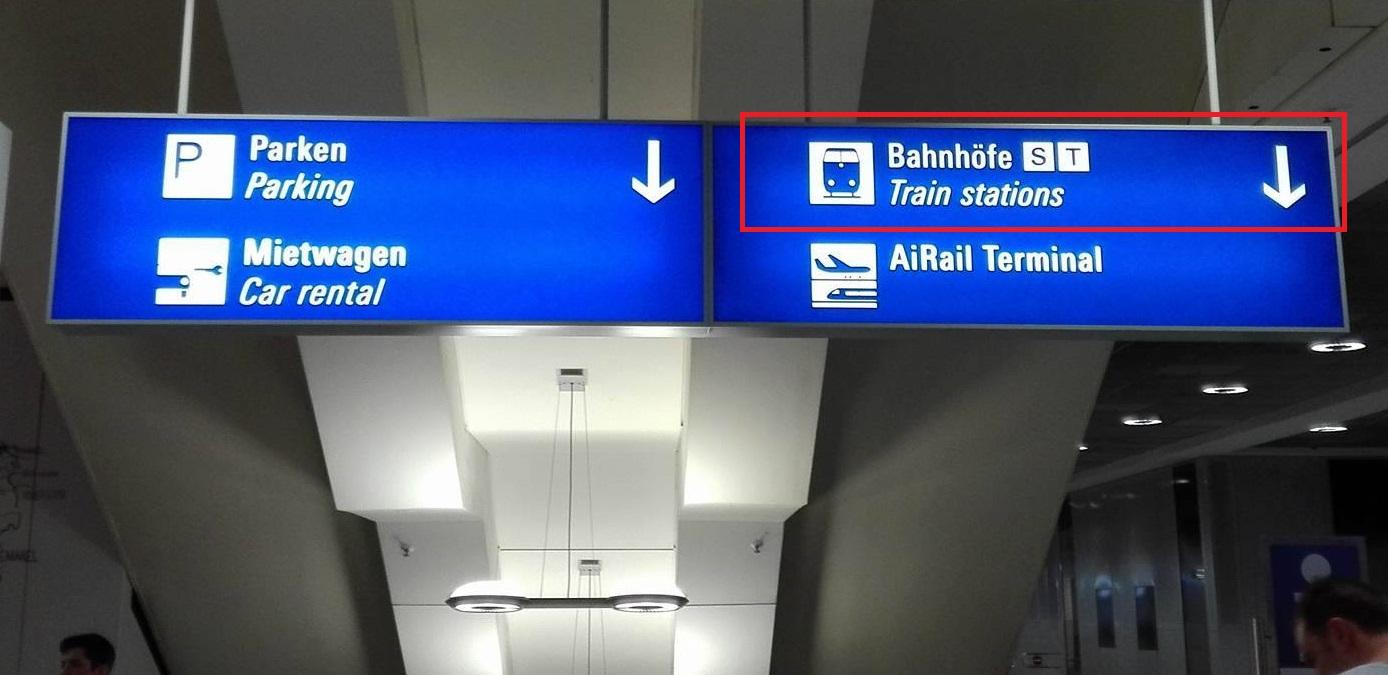 P
Parken
Parking
Mietwagen
Car rental
Bahnhöfe S T
Train stations
AiRail Terminal